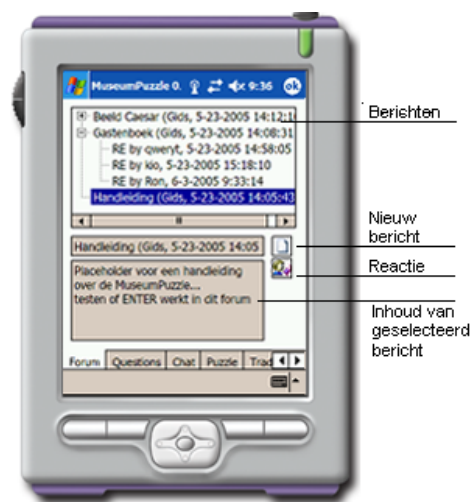 MuseumPuzzle 0. 9:36 ok
Beeld Caesar (Gids, 5-23-2005 14:12:1
Gastenboek (Gids, 5-23-2005 14:08:31
RE by qweryt, 5-23-2005 14:58:05
RE by kio, 5-23-2005 15:18:10
RE by Ron, 6-3-2005 9:33:14
Handleiding (Gids, 5-23-2005 14:05:43
Handleiding (Gids, 5-23-2005 14:05
Placeholder voor een handleiding
over de MuseumPuzzle...
testen of ENTER werkt in dit forum
Forum Questions Chat Puzzle Trad
Berichten
Nieuw
bericht
Reactie
Inhoud van
geselecteerd
bericht